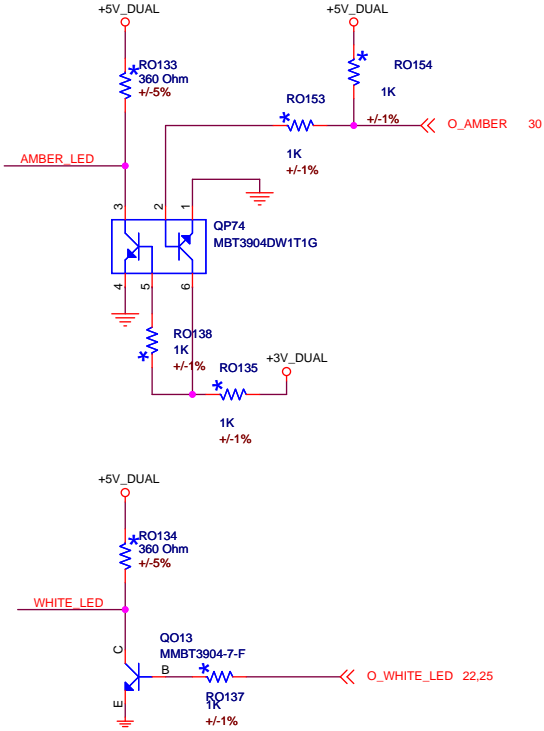 +5V_DUAL
+5V_DUAL
RO133
360 Ohm
+/-5%
RO154
1K
+/-1%
RO153
1K
+/-1%
O_AMBER 30
AMBER_LED
3
2
1
QP74
MBT3904DW1T1G
4
5
6
RO138
1K
+/-1%
RO135
1K
+/-1%
+3V_DUAL
+5V_DUAL
RO134
360 Ohm
+/-5%
WHITE_LED
QO13
MMBT3904-7-F
C
B
E
RO137
1K
+/-1%
O_WHITE_LED 22,25